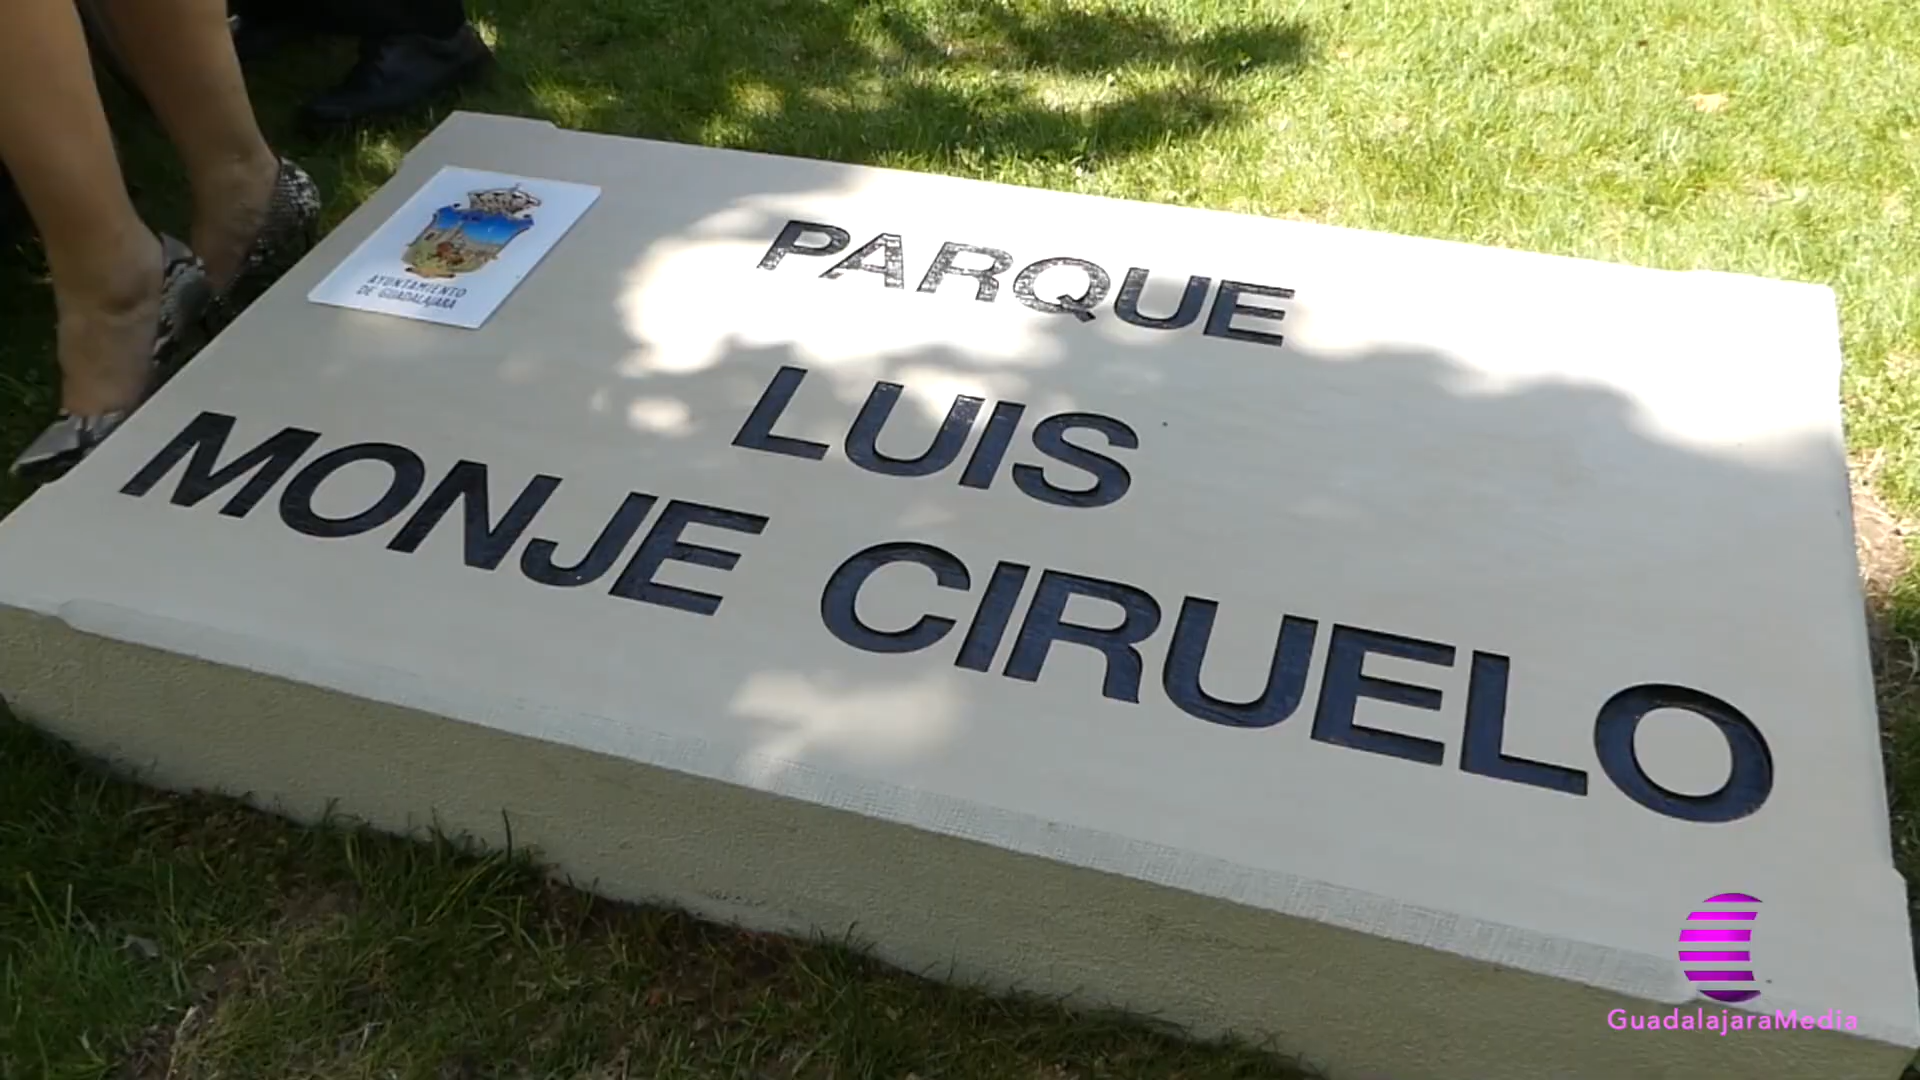 AYUNTAMIENTO
DE GUADALAJARA
PARQUE
LUIS
MONJE CIRUELO
GuadalajaraMedia